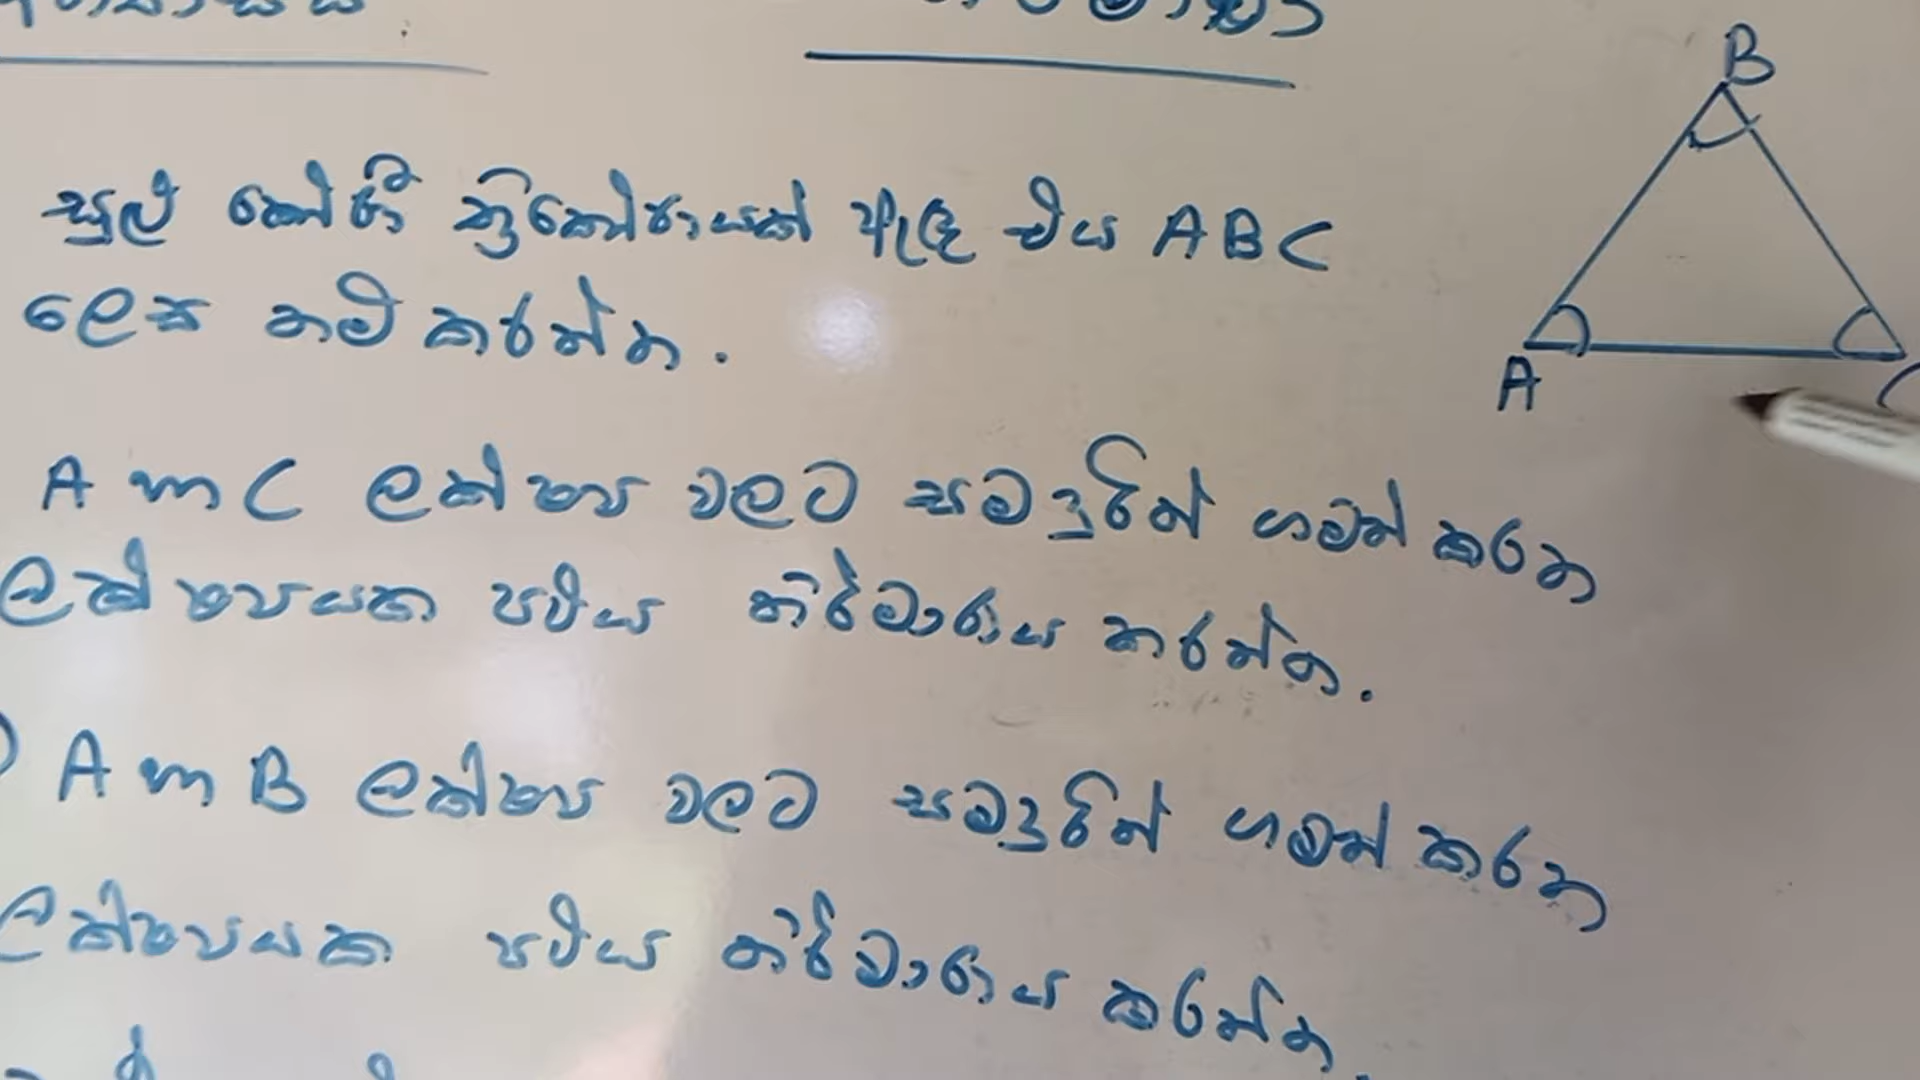 සුළු කෝණී ත්‍රිකෝණයක් ඇඳ එය ABC
ලෙස නම් කරන්න.
A හා C ලක්ෂ්‍ය වලට සමදුරින් ගමන් කරන
ලක්ෂ්‍යයක පථය නිර්මාණය කරන්න.
A හා B ලක්ෂ්‍ය වලට සමදුරින් ගමන් කරන
ලක්ෂ්‍යයක පථය නිර්මාණය කරන්න.
B
A
C